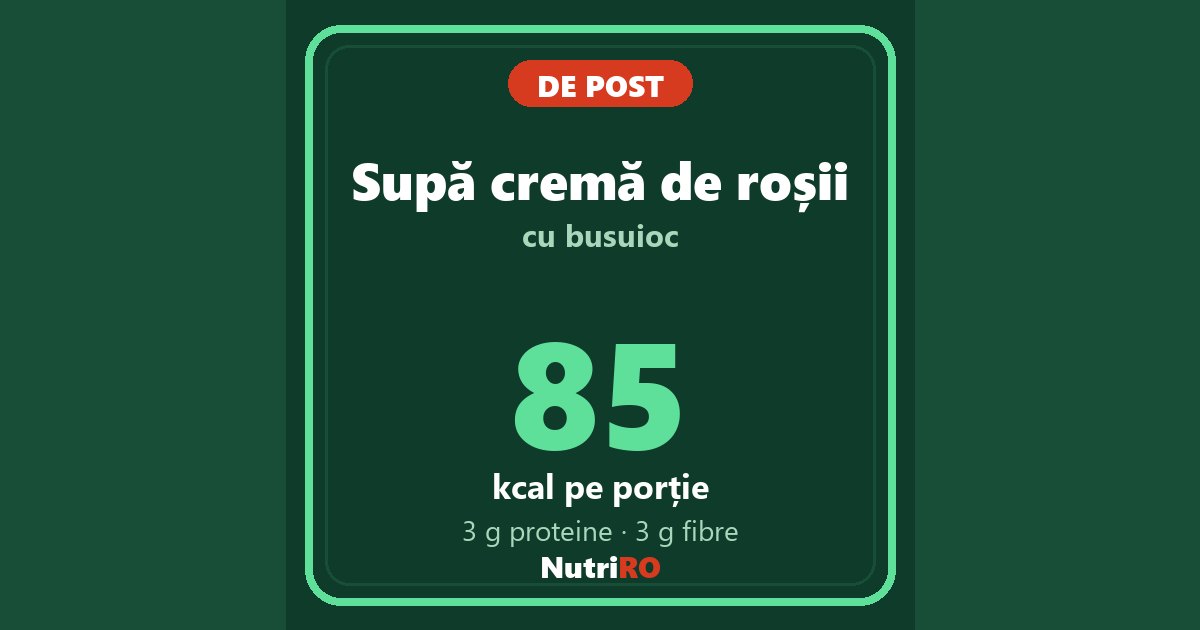 DE POST
Supă cremă de roșii
cu busuioc
85
kcal pe porție
3 g proteine · 3 g fibre
NutriRO